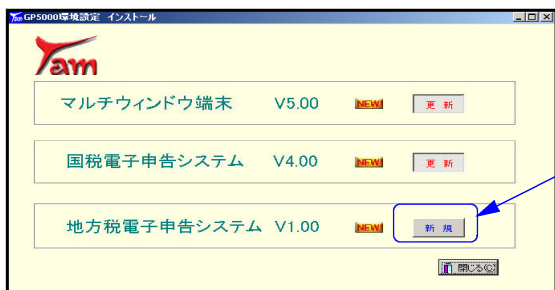 GP5000環境設定 インストール
Tam
マルチウィンドウ端末 V5.00 NEW! 更 新
国税電子申告システム V4.00 NEW! 更 新
地方税電子申告システム V1.00 NEW! 新 規
閉じる(C)